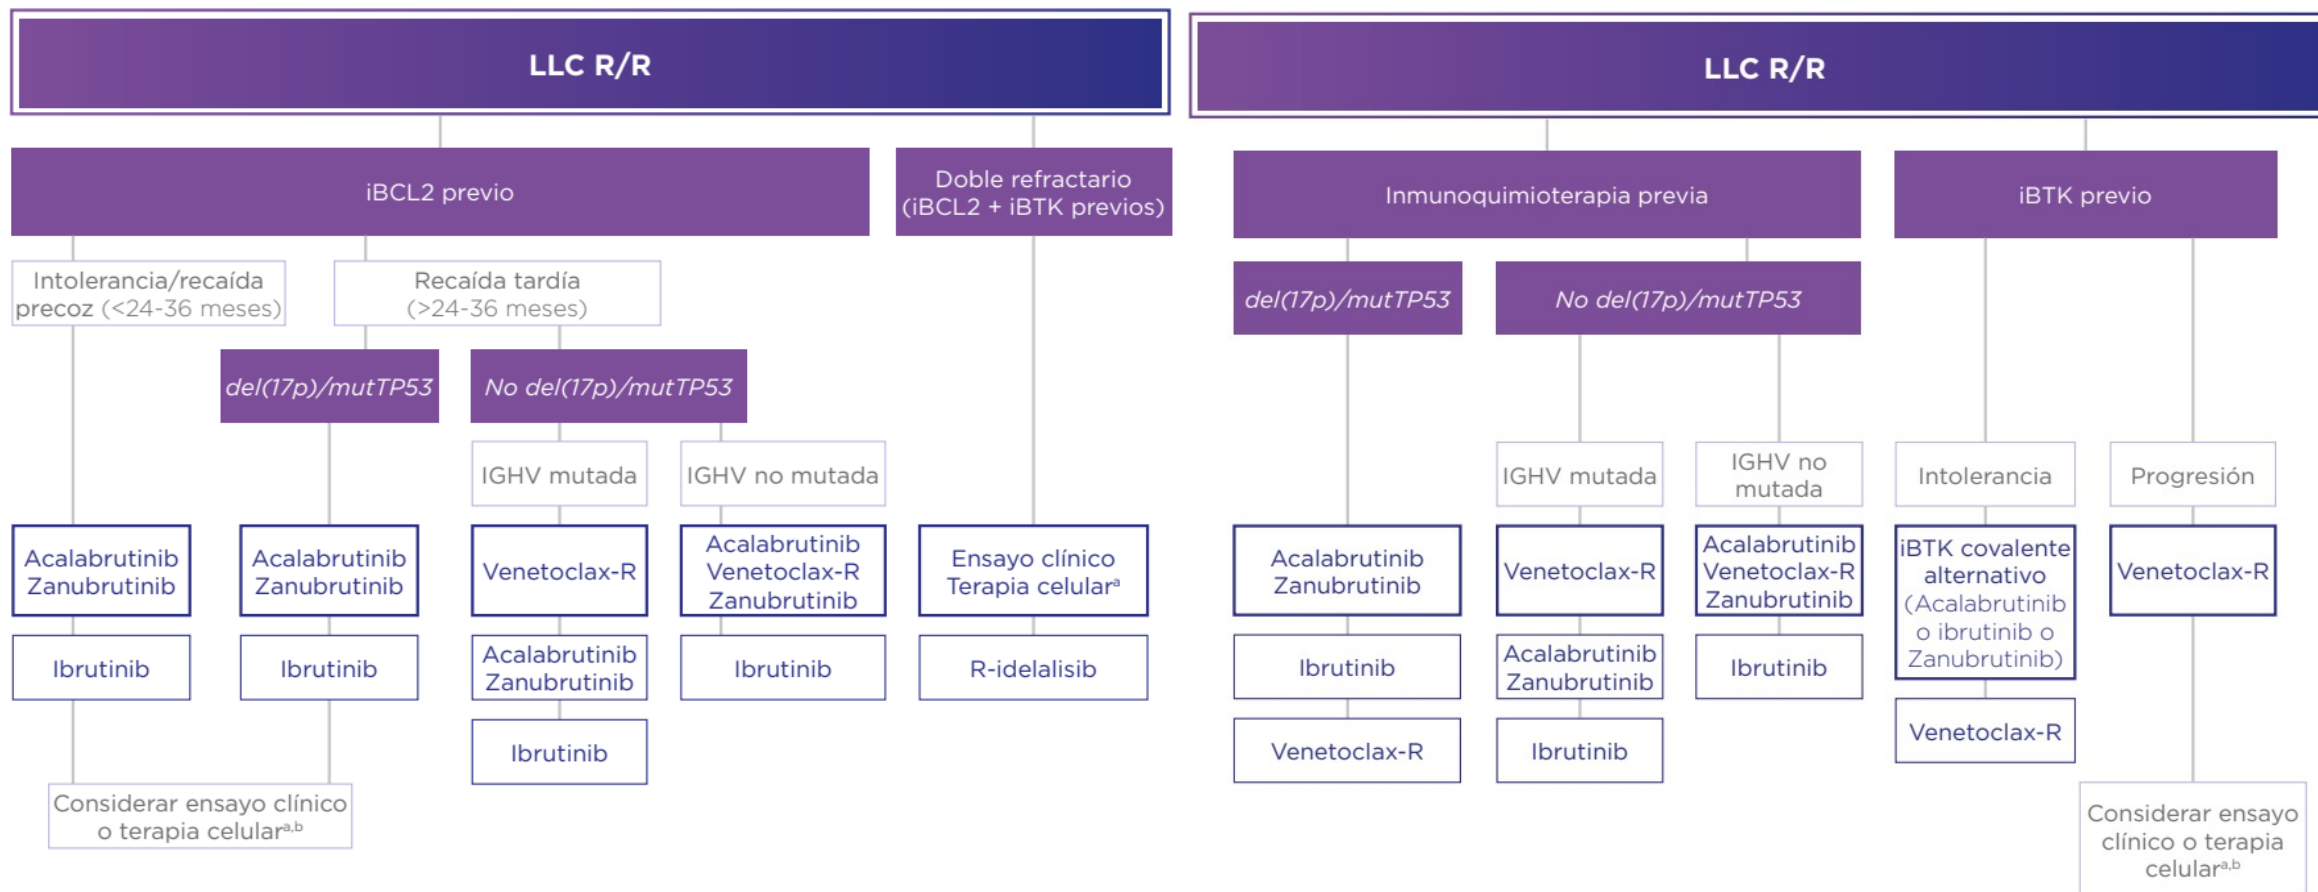 LLC R/R
iBCL2 previo
Doble refractario
(iBCL2 + iBTK previos)
Intolerancia/recaída
precoz (<24-36 meses)
Recaída tardía
(>24-36 meses)
del(17p)/mutTP53
No del(17p)/mutTP53
IGHV mutada
IGHV no mutada
Acalabrutinib
Zanubrutinib
Acalabrutinib
Zanubrutinib
Venetoclax-R
Acalabrutinib
Venetoclax-R
Zanubrutinib
Ensayo clínico
Terapia celularᵃ
Ibrutinib
Ibrutinib
Acalabrutinib
Zanubrutinib
Ibrutinib
R-idelalisib
Ibrutinib
Considerar ensayo clínico
o terapia celularᵃ,ᵇ
LLC R/R
Inmunoquimioterapia previa
iBTK previo
del(17p)/mutTP53
No del(17p)/mutTP53
IGHV mutada
IGHV no
mutada
Intolerancia
Progresión
Acalabrutinib
Zanubrutinib
Venetoclax-R
Acalabrutinib
Venetoclax-R
Zanubrutinib
iBTK covalente
alternativo
(Acalabrutinib
o ibrutinib o
Zanubrutinib)
Venetoclax-R
Ibrutinib
Acalabrutinib
Zanubrutinib
Ibrutinib
Venetoclax-R
Ibrutinib
Venetoclax-R
Considerar ensayo
clínico o terapia
celularᵃ,ᵇ